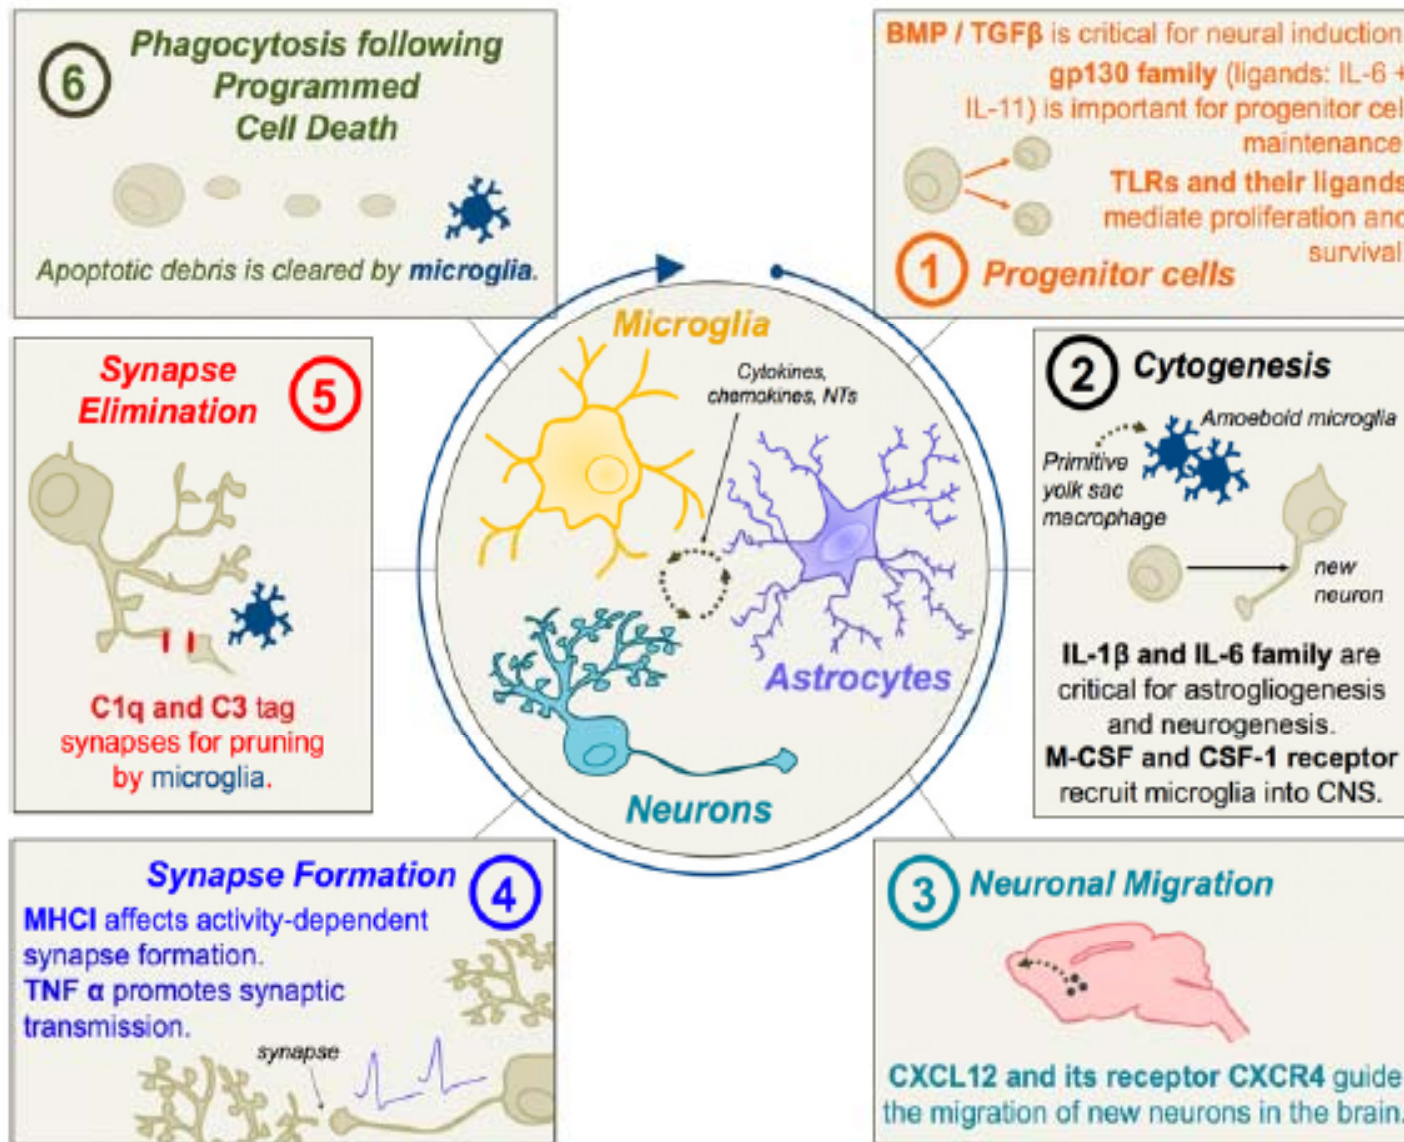 6
Phagocytosis following
Programmed
Cell Death
Apoptotic debris is cleared by microglia.
BMP / TGFβ is critical for neural induction
gp130 family (ligands: IL-6 +
IL-11) is important for progenitor cel
maintenance
TLRs and their ligands
mediate proliferation and
survival
1
Progenitor cells
Microglia
Cytokines,
chemokines, NTs
Astrocytes
Neurons
2
Cytogenesis
Amoeboid microglia
Primitive
yolk sac
macrophage
new
neuron
IL-1β and IL-6 family are
critical for astrogliogenesis
and neurogenesis.
M-CSF and CSF-1 receptor
recruit microglia into CNS.
Synapse
Elimination
5
C1q and C3 tag
synapses for pruning
by microglia.
Synapse Formation
4
MHCI affects activity-dependent
synapse formation.
TNF α promotes synaptic
transmission.
synapse
3
Neuronal Migration
CXCL12 and its receptor CXCR4 guide
the migration of new neurons in the brain.